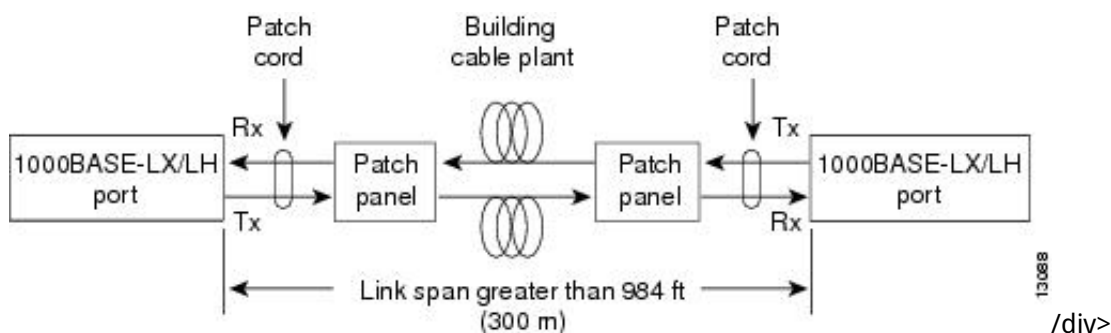 Patch
cord
Building
cable plant
Patch
cord
Rx
Tx
1000BASE-LX/LH
port
Patch
panel
Patch
panel
1000BASE-LX/LH
port
Tx
Rx
Link span greater than 984 ft
(300 m)
13088
/div>